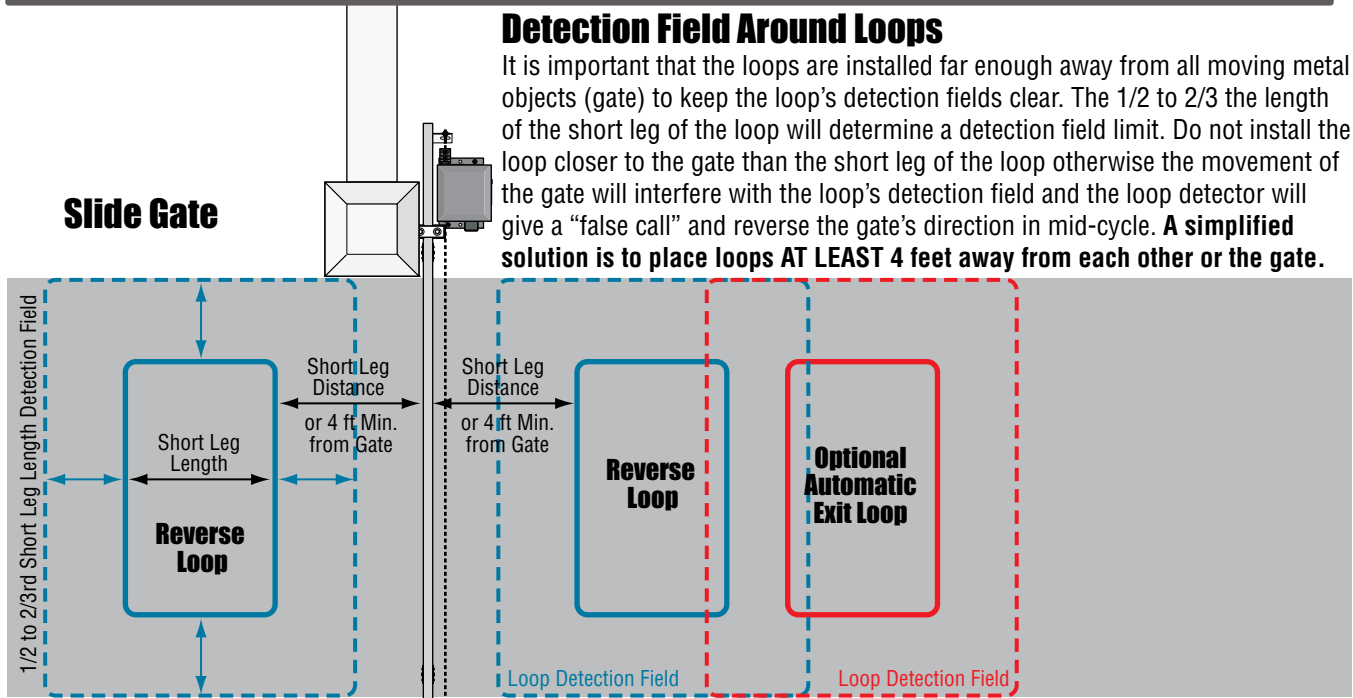 Detection Field Around Loops
It is important that the loops are installed far enough away from all moving metal
objects (gate) to keep the loop’s detection fields clear. The 1/2 to 2/3 the length
of the short leg of the loop will determine a detection field limit. Do not install the
loop closer to the gate than the short leg of the loop otherwise the movement of
the gate will interfere with the loop’s detection field and the loop detector will
give a “false call” and reverse the gate’s direction in mid-cycle. A simplified
solution is to place loops AT LEAST 4 feet away from each other or the gate.
Slide Gate
1/2 to 2/3rd Short Leg Length Detection Field
Short Leg
Length
Reverse
Loop
Short Leg
Distance
or 4 ft Min.
from Gate
Short Leg
Distance
or 4 ft Min.
from Gate
Reverse
Loop
Optional
Automatic
Exit Loop
Loop Detection Field
Loop Detection Field